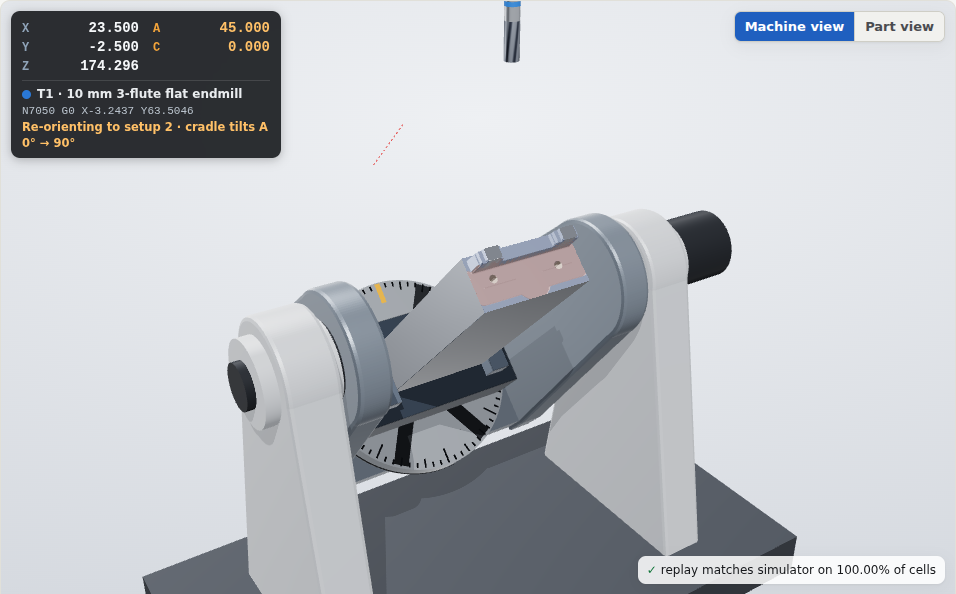 X 23.500 A 45.000
Y -2.500 C 0.000
Z 174.296
T1 · 10 mm 3-flute flat endmill
N7050 G0 X-3.2437 Y63.5046
Re-orienting to setup 2 · cradle tilts A
0° → 90°
Machine view Part view
✓ replay matches simulator on 100.00% of cells